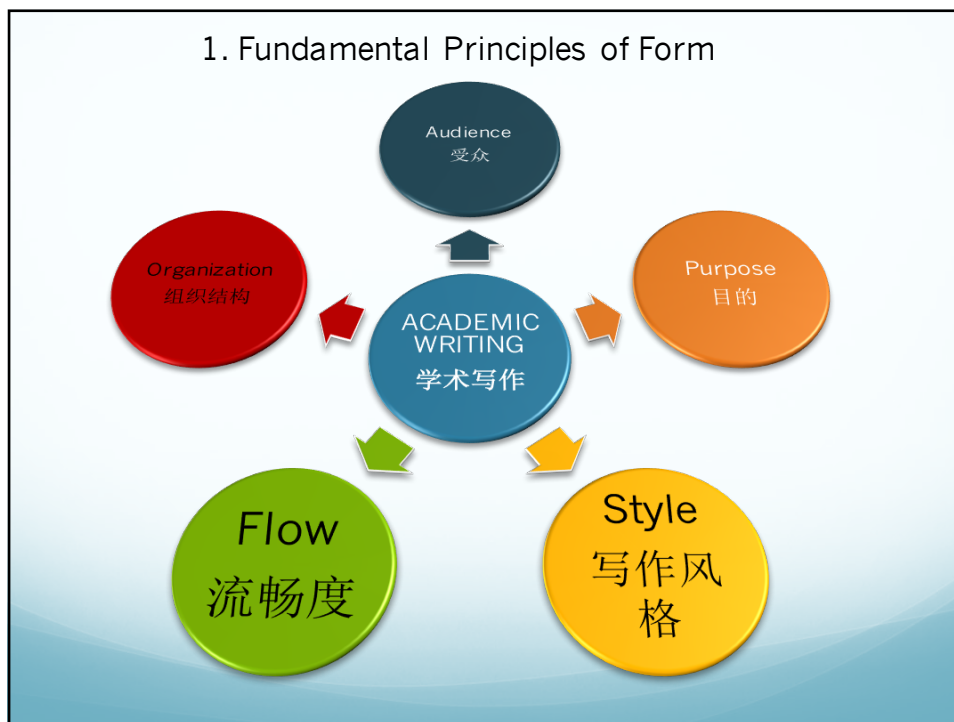 1. Fundamental Principles of Form
Audience
受众
Organization
组织结构
Purpose
目的
ACADEMIC
WRITING
学术写作
Flow
流畅度
Style
写作风
格